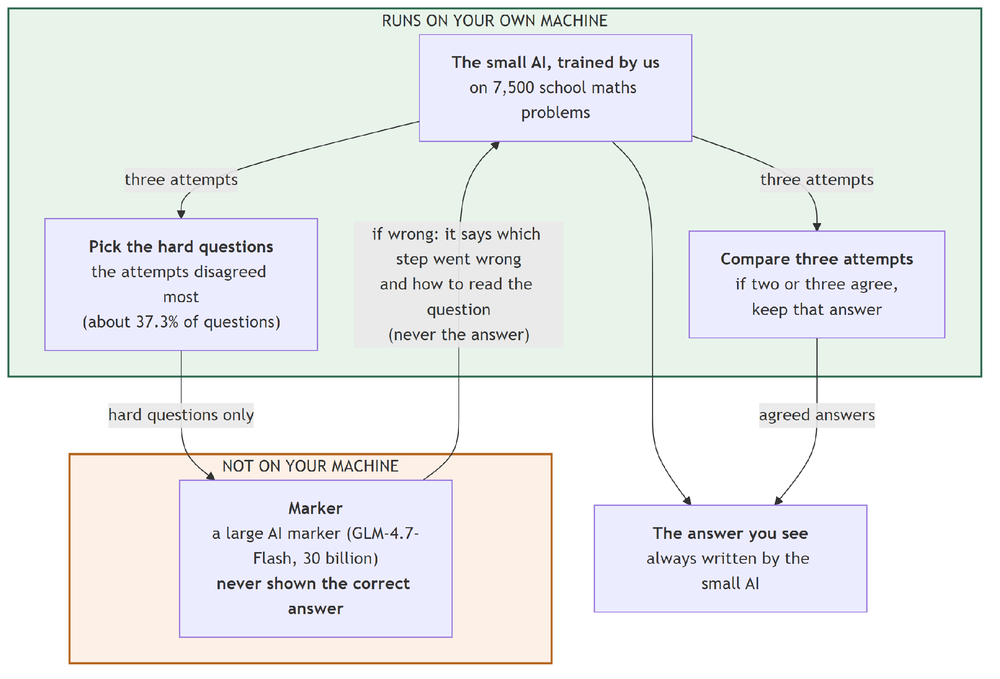 RUNS ON YOUR OWN MACHINE
The small AI, trained by us
on 7,500 school maths
problems
three attempts
three attempts
Pick the hard questions
the attempts disagreed
most
(about 37.3% of questions)
if wrong: it says which
step went wrong
and how to read the
question
(never the answer)
Compare three attempts
if two or three agree,
keep that answer
hard questions only
agreed answers
NOT ON YOUR MACHINE
Marker
a large AI marker (GLM-4.7-
Flash, 30 billion)
never shown the correct
answer
The answer you see
always written by the
small AI